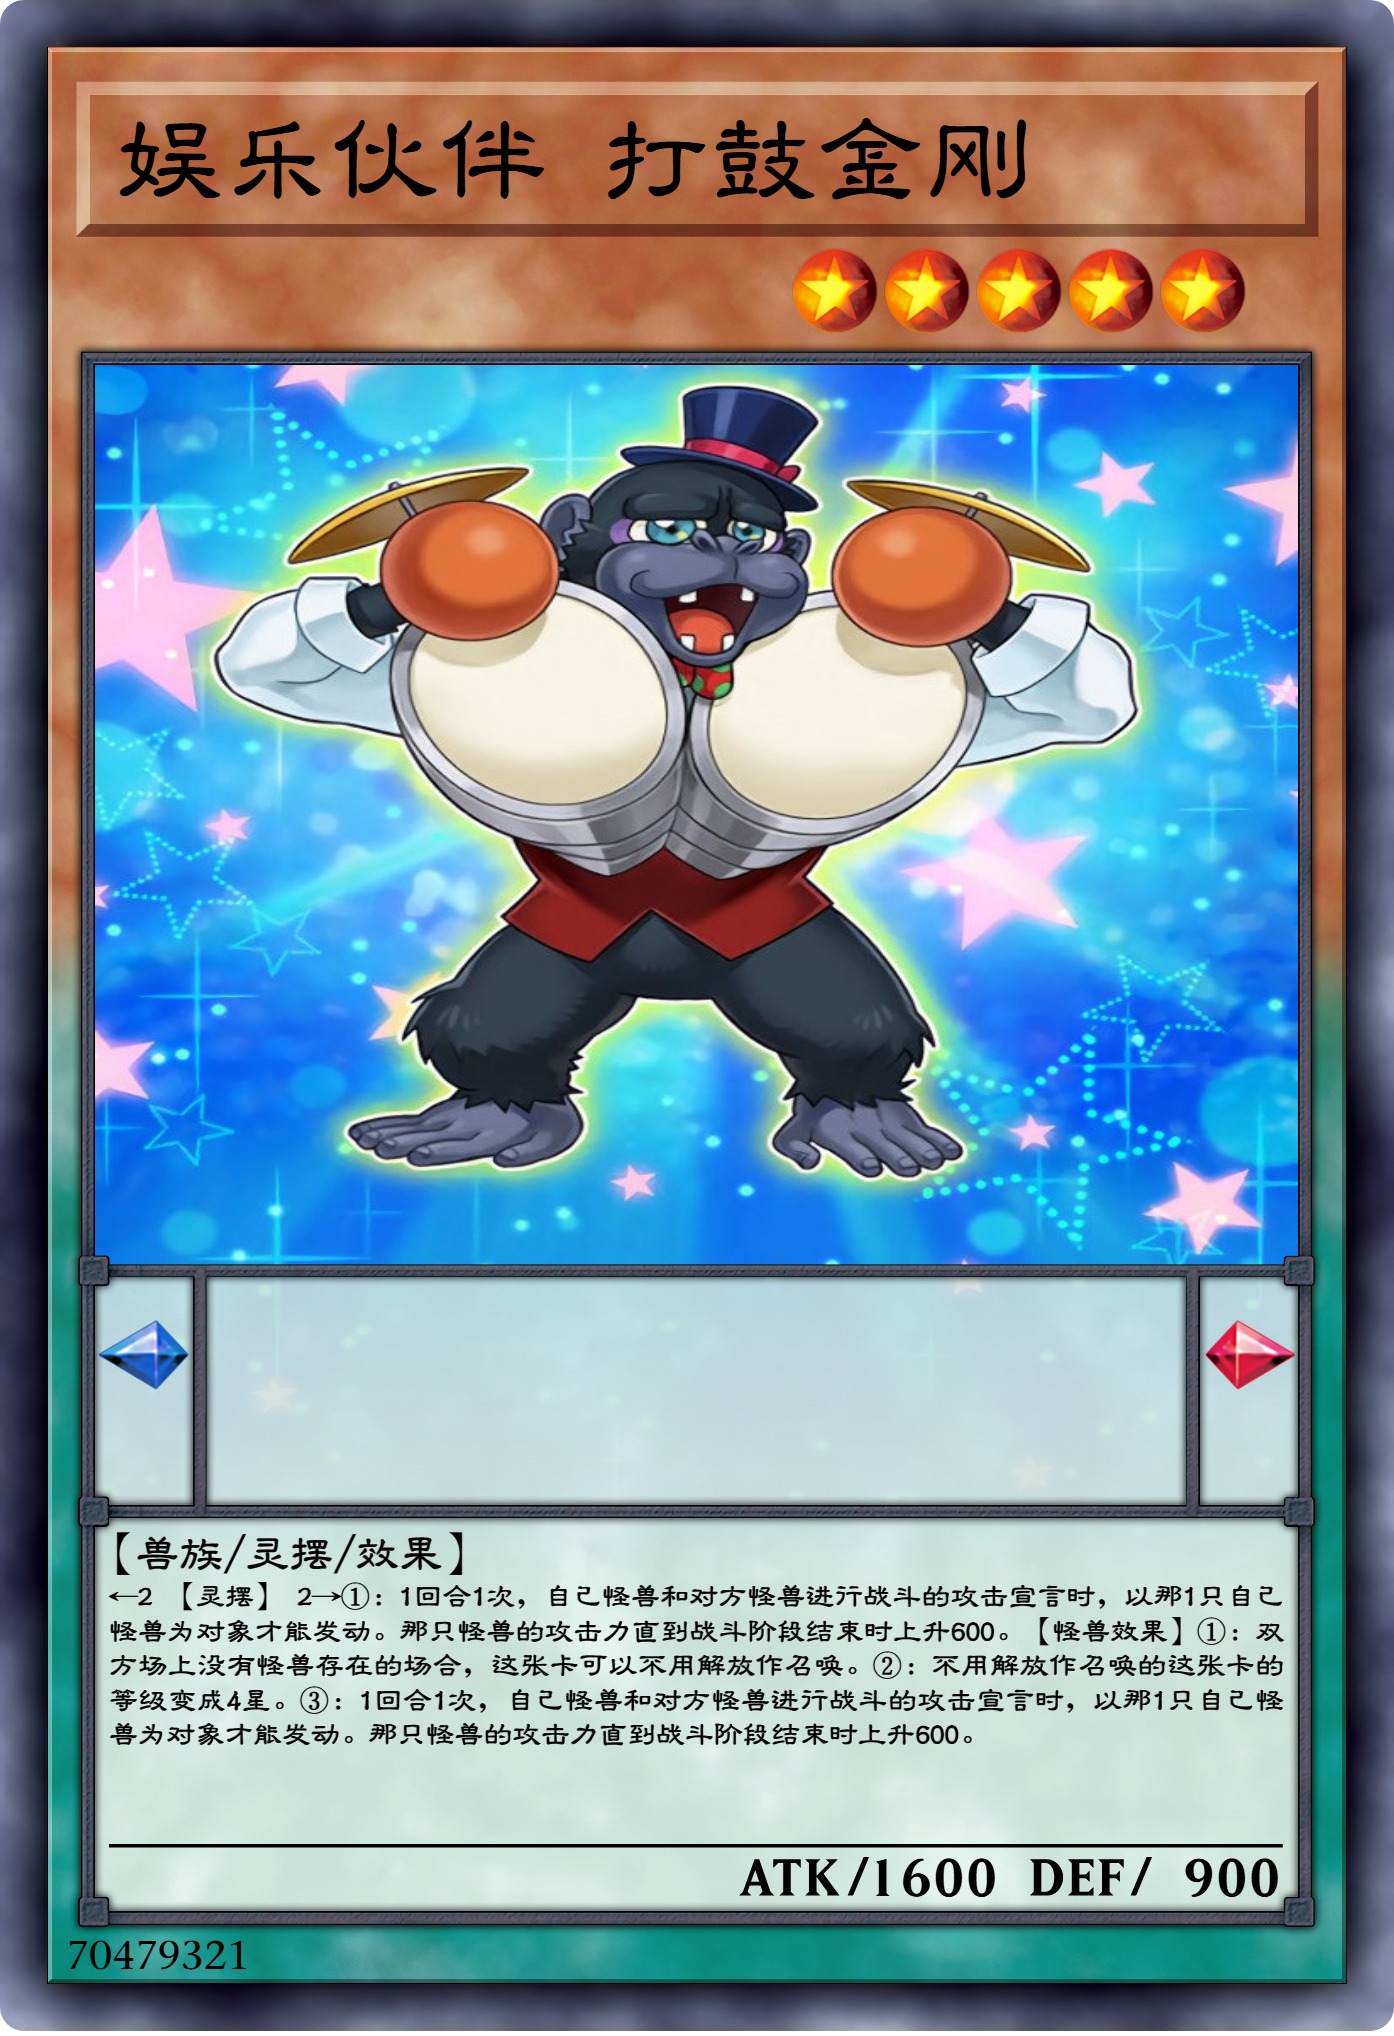 娱乐伙伴 打鼓金刚
【兽族/灵摆/效果】
←2 【灵摆】 2→①：1回合1次，自己怪兽和对方怪兽进行战斗的攻击宣言时，以那1只自己
怪兽为对象才能发动。那只怪兽的攻击力直到战斗阶段结束时上升600。【怪兽效果】①：双
方场上没有怪兽存在的场合，这张卡可以不用解放作召唤。②：不用解放作召唤的这张卡的
等级变成4星。③：1回合1次，自己怪兽和对方怪兽进行战斗的攻击宣言时，以那1只自己怪
兽为对象才能发动。那只怪兽的攻击力直到战斗阶段结束时上升600。
ATK/1600 DEF/ 900
70479321